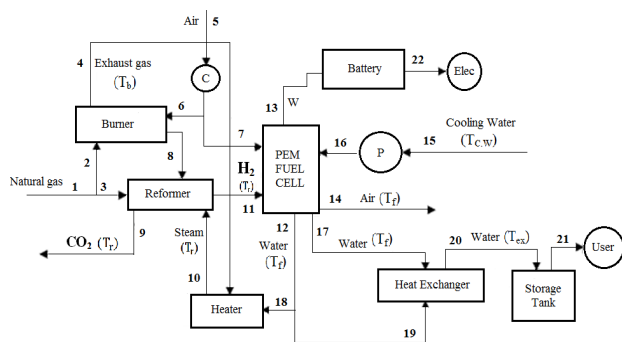 Air 5
4
Exhaust gas
(T_b)
C
Battery
22
Elec
13
W
Burner
6
7
16
P
15
Cooling Water
(T_C.W)
2
8
PEM
FUEL
CELL
Natural gas
1
3
Reformer
H₂
(T_r)
11
14
Air (T_f)
9
CO₂ (T_r)
Steam
(T_r)
10
12
Water
(T_f)
17
Water (T_f)
20
Water (T_ex)
21
User
Heater
18
Heat Exchanger
Storage
Tank
19